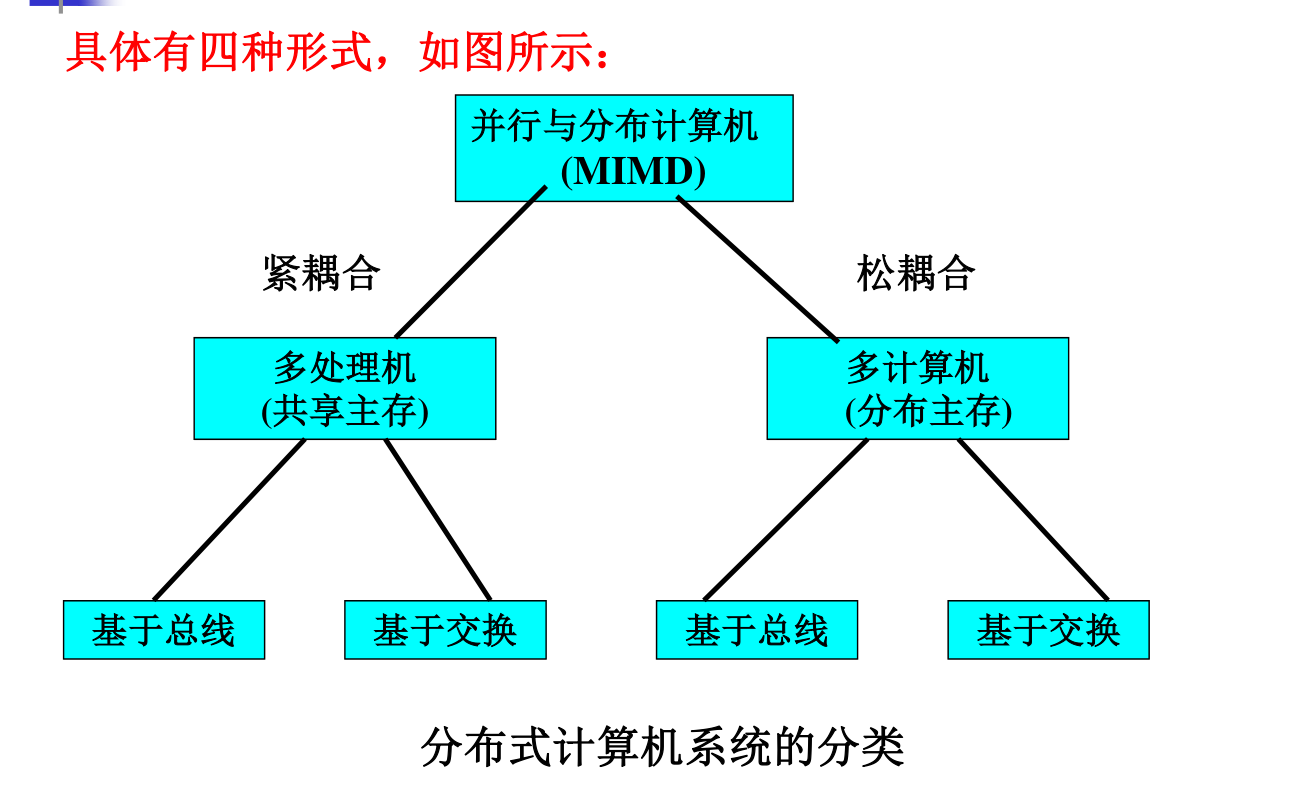 具体有四种形式，如图所示：
并行与分布计算机
(MIMD)
紧耦合
松耦合
多处理机
(共享主存)
多计算机
(分布主存)
基于总线
基于交换
基于总线
基于交换
分布式计算机系统的分类